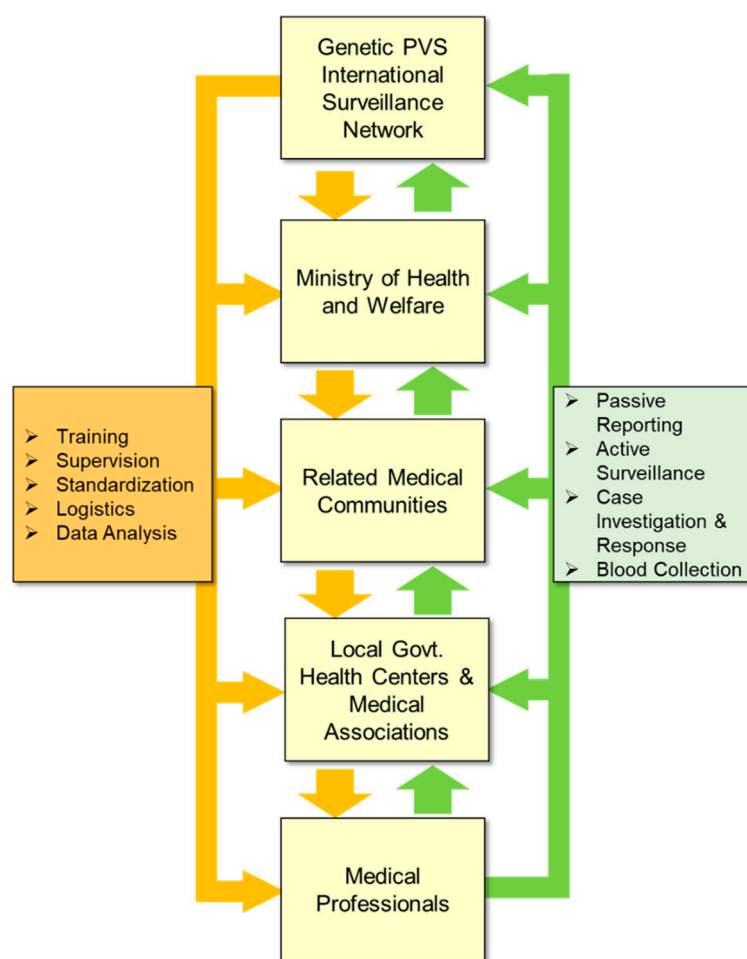 Genetic PVS
International
Surveillance
Network
Ministry of Health
and Welfare
➢ Training
➢ Supervision
➢ Standardization
➢ Logistics
➢ Data Analysis
Related Medical
Communities
➢ Passive
Reporting
➢ Active
Surveillance
➢ Case
Investigation &
Response
➢ Blood Collection
Local Govt.
Health Centers &
Medical
Associations
Medical
Professionals